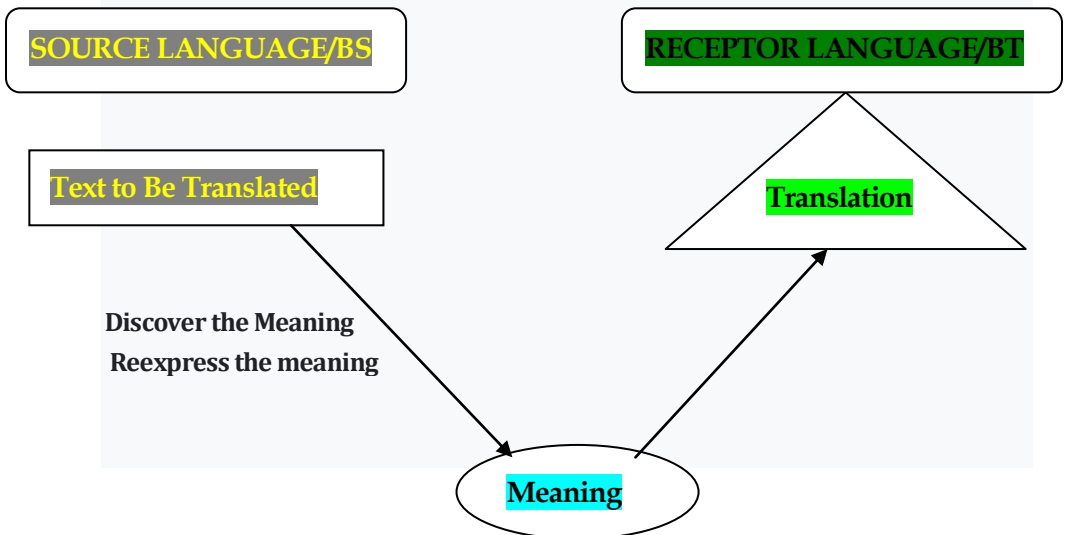 SOURCE LANGUAGE/BS
RECEPTOR LANGUAGE/BT
Text to Be Translated
Translation
Discover the Meaning
Reexpress the meaning
Meaning